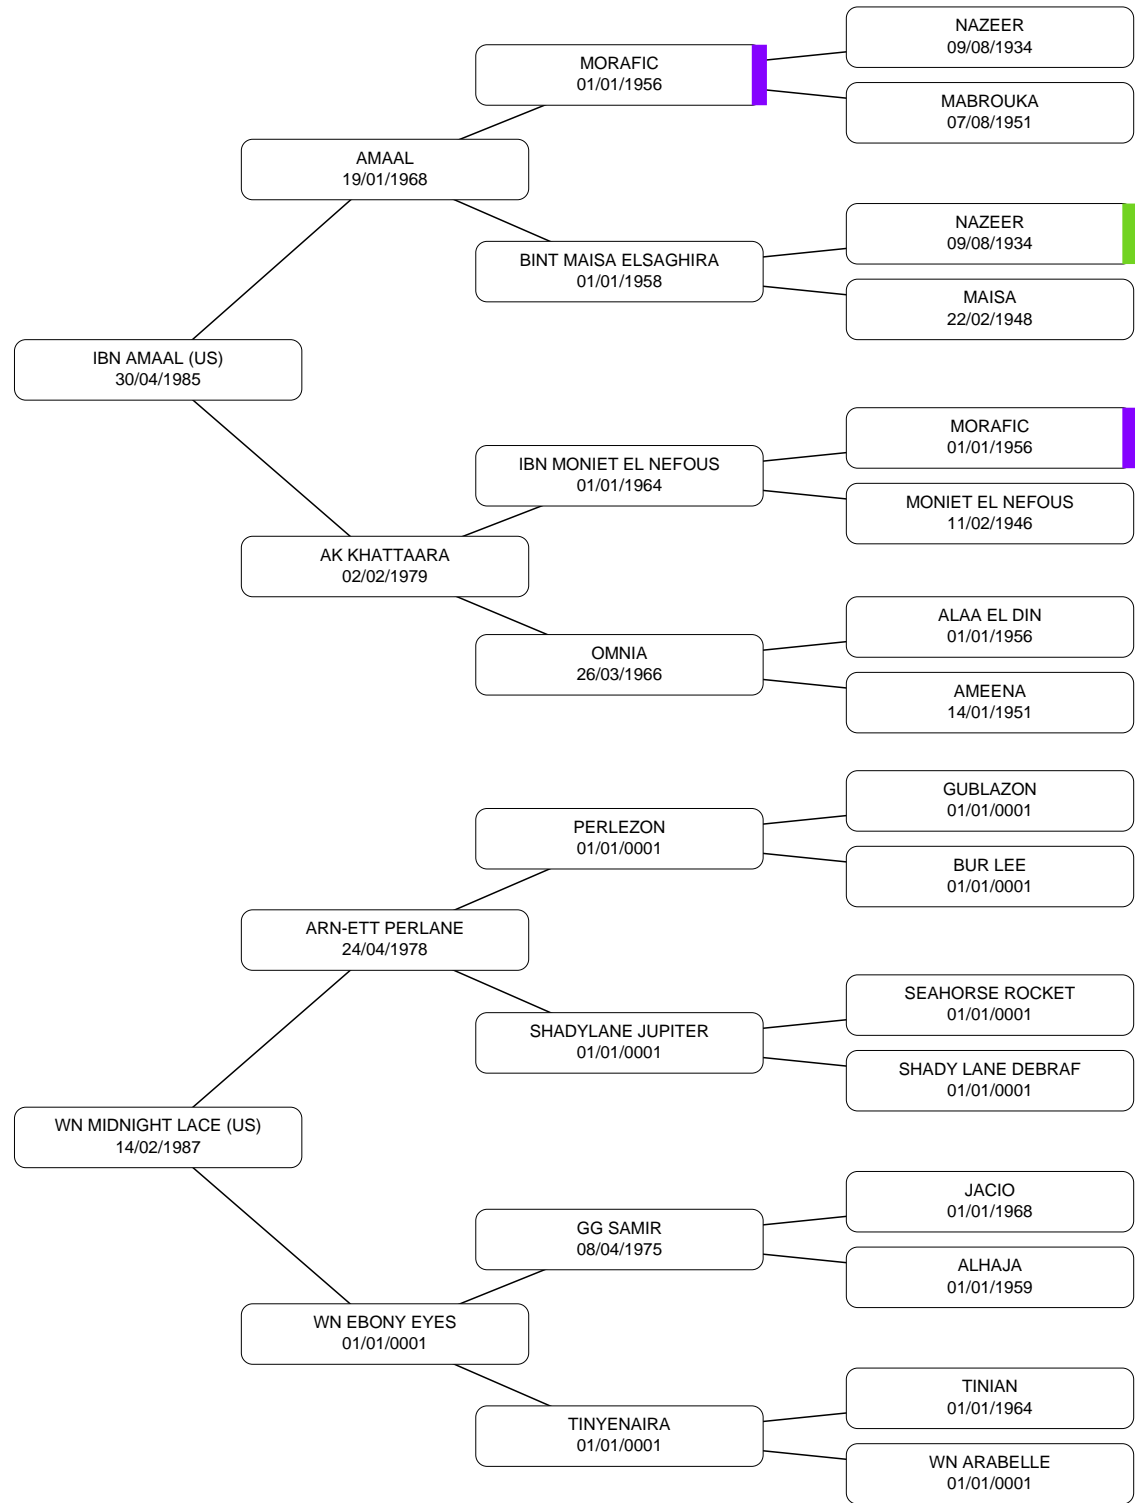 NAZEER
09/08/1934
MORAFIC
01/01/1956
MABROUKA
07/08/1951
AMAAL
19/01/1968
NAZEER
09/08/1934
BINT MAISA ELSAGHIRA
01/01/1958
MAISA
22/02/1948
IBN AMAAL (US)
30/04/1985
MORAFIC
01/01/1956
IBN MONIET EL NEFOUS
01/01/1964
MONIET EL NEFOUS
11/02/1946
AK KHATTAARA
02/02/1979
ALAA EL DIN
01/01/1956
OMNIA
26/03/1966
AMEENA
14/01/1951
GUBLAZON
01/01/0001
PERLEZON
01/01/0001
BUR LEE
01/01/0001
ARN-ETT PERLANE
24/04/1978
SEAHORSE ROCKET
01/01/0001
SHADYLANE JUPITER
01/01/0001
SHADY LANE DEBRAF
01/01/0001
WN MIDNIGHT LACE (US)
14/02/1987
JACIO
01/01/1968
GG SAMIR
08/04/1975
ALHAJA
01/01/1959
WN EBONY EYES
01/01/0001
TINIAN
01/01/1964
TINYENAIRA
01/01/0001
WN ARABELLE
01/01/0001